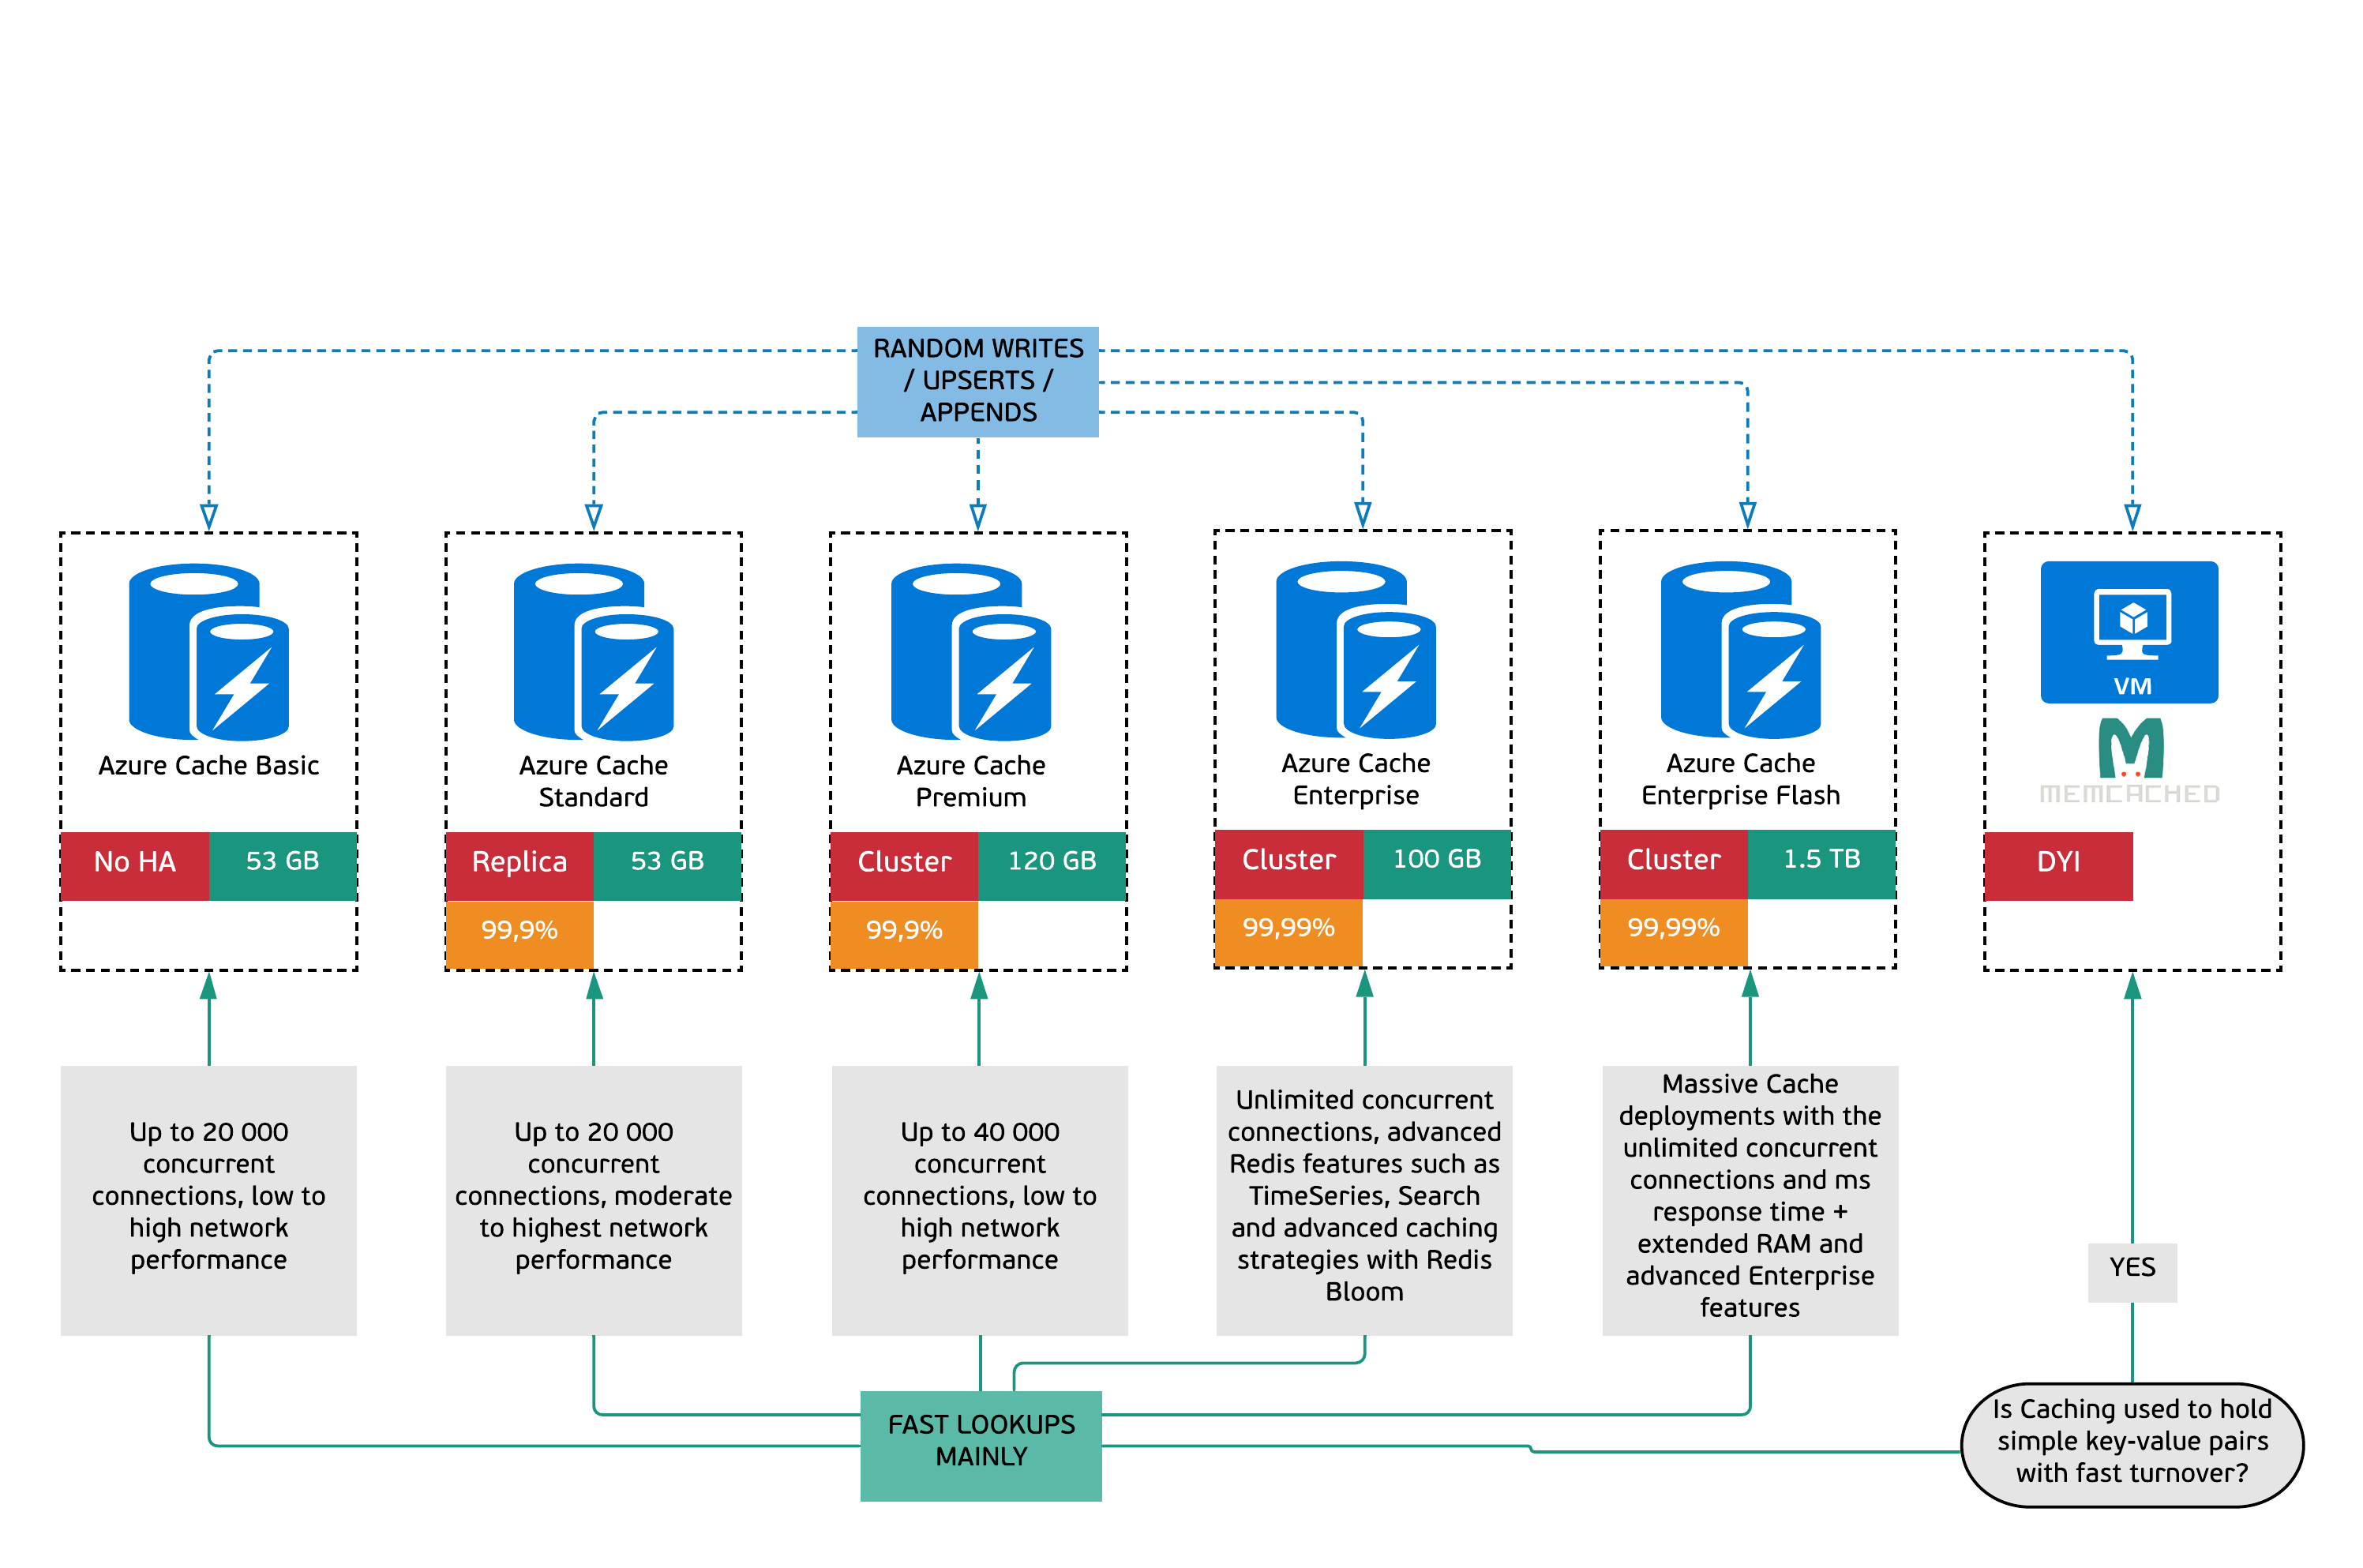 RANDOM WRITES
/ UPSERTS /
APPENDS
Azure Cache Basic
No HA
53 GB
Azure Cache
Standard
Replica
53 GB
99,9%
Azure Cache
Premium
Cluster
120 GB
99,9%
Azure Cache
Enterprise
Cluster
100 GB
99,99%
Azure Cache
Enterprise Flash
Cluster
1.5 TB
99,99%
VM
MEMCACHED
DYI
Up to 20 000
concurrent
connections, low to
high network
performance
Up to 20 000
concurrent
connections, moderate
to highest network
performance
Up to 40 000
concurrent
connections, low to
high network
performance
Unlimited concurrent
connections, advanced
Redis features such as
TimeSeries, Search
and advanced caching
strategies with Redis
Bloom
Massive Cache
deployments with the
unlimited concurrent
connections and ms
response time +
extended RAM and
advanced Enterprise
features
YES
FAST LOOKUPS
MAINLY
Is Caching used to hold
simple key-value pairs
with fast turnover?